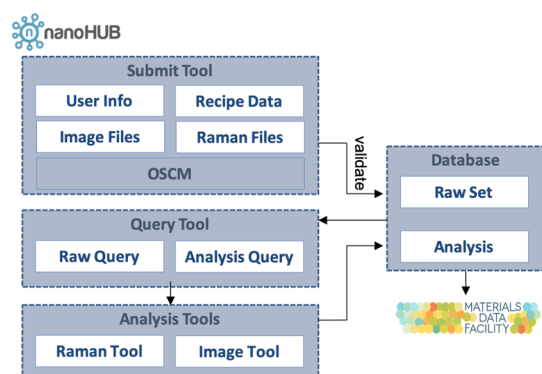 nanoHUB
Submit Tool
User Info
Recipe Data
Image Files
Raman Files
OSCM
validate
Database
Raw Set
Analysis
Query Tool
Raw Query
Analysis Query
Analysis Tools
Raman Tool
Image Tool
MATERIALS
DATA
FACILITY